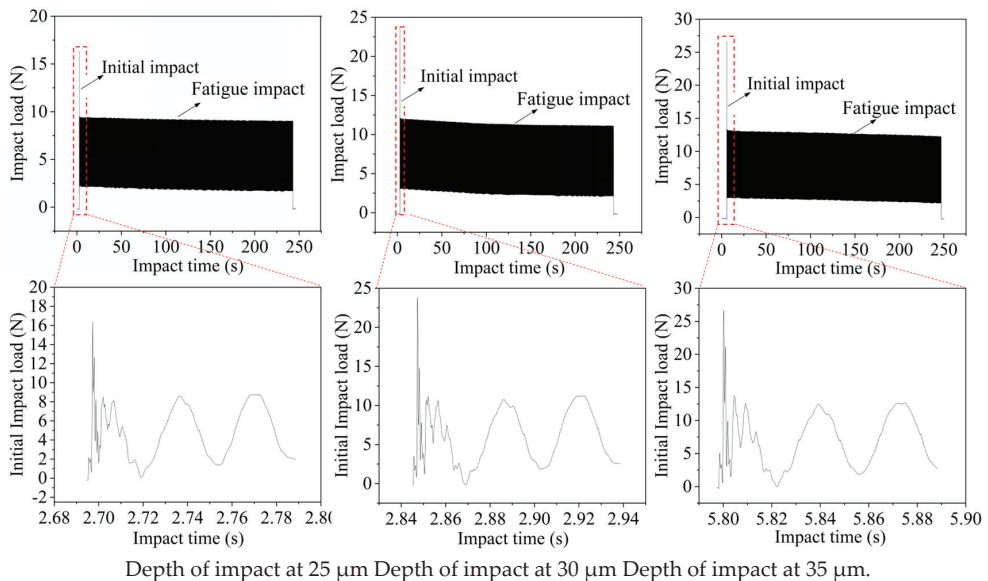 20
15
10
5
0
Impact load (N)
Initial impact
Fatigue impact
0 50 100 150 200 250
Impact time (s)
25
20
15
10
5
0
Impact load (N)
Initial impact
Fatigue impact
0 50 100 150 200 250
Impact time (s)
30
25
20
15
10
5
0
Impact load (N)
Initial impact
Fatigue impact
0 50 100 150 200 250
Impact time (s)
20
18
16
14
12
10
8
6
4
2
0
-2
Initial Impact load (N)
2.68 2.70 2.72 2.74 2.76 2.78 2.80
Impact time (s)
25
20
15
10
5
0
Initial Impact load (N)
2.84 2.86 2.88 2.90 2.92 2.94
Impact time (s)
30
25
20
15
10
5
0
Initial Impact load (N)
5.80 5.82 5.84 5.86 5.88 5.90
Impact time (s)
Depth of impact at 25 μm Depth of impact at 30 μm Depth of impact at 35 μm.